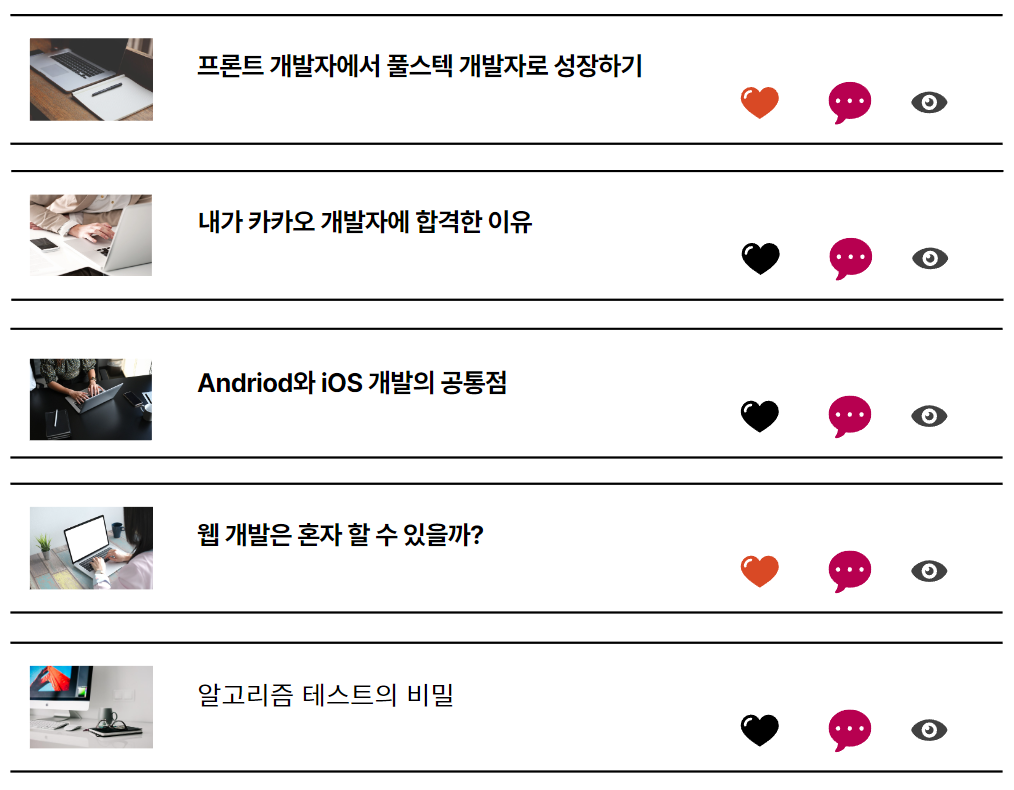 프론트 개발자에서 풀스텍 개발자로 성장하기
내가 카카오 개발자에 합격한 이유
Andriod와 iOS 개발의 공통점
웹 개발은 혼자 할 수 있을까?
알고리즘 테스트의 비밀